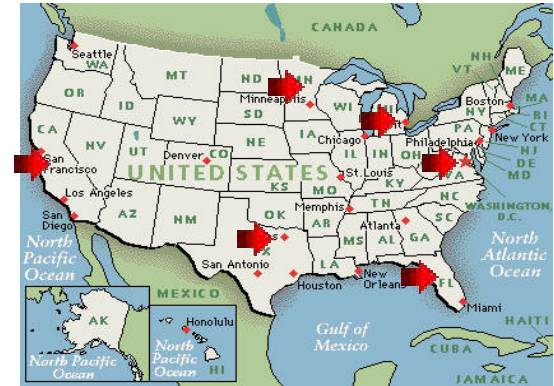 CANADA
Seattle
WA
MT
ND
MN
NH
VT
ME
OR
ID
Minneapolis
WI
MI
Boston
MA
SD
NY
RI
WY
CT
CA
IA
Chicago
PA
Philadelphia
New York
NV
NE
IL
IN
OH
NJ
UT
Denver
CO
DE
San
Francisco
UNITED STATES
St. Louis
VA
MD
KS
MO
KY
WASHINGTON,
D.C.
Los Angeles
NC
Memphis
TN
OK
San
Diego
AZ
NM
AR
Atlanta
SC
North
Pacific
Ocean
MS
AL
GA
North
Atlantic
Ocean
San Antonio
LA
Houston
New
Orleans
FL
MEXICO
Miami
AK
Honolulu
Gulf of
Mexico
North Pacific
Ocean
North
Pacific
Ocean
HI
CUBA
HAITI
JAMAICA